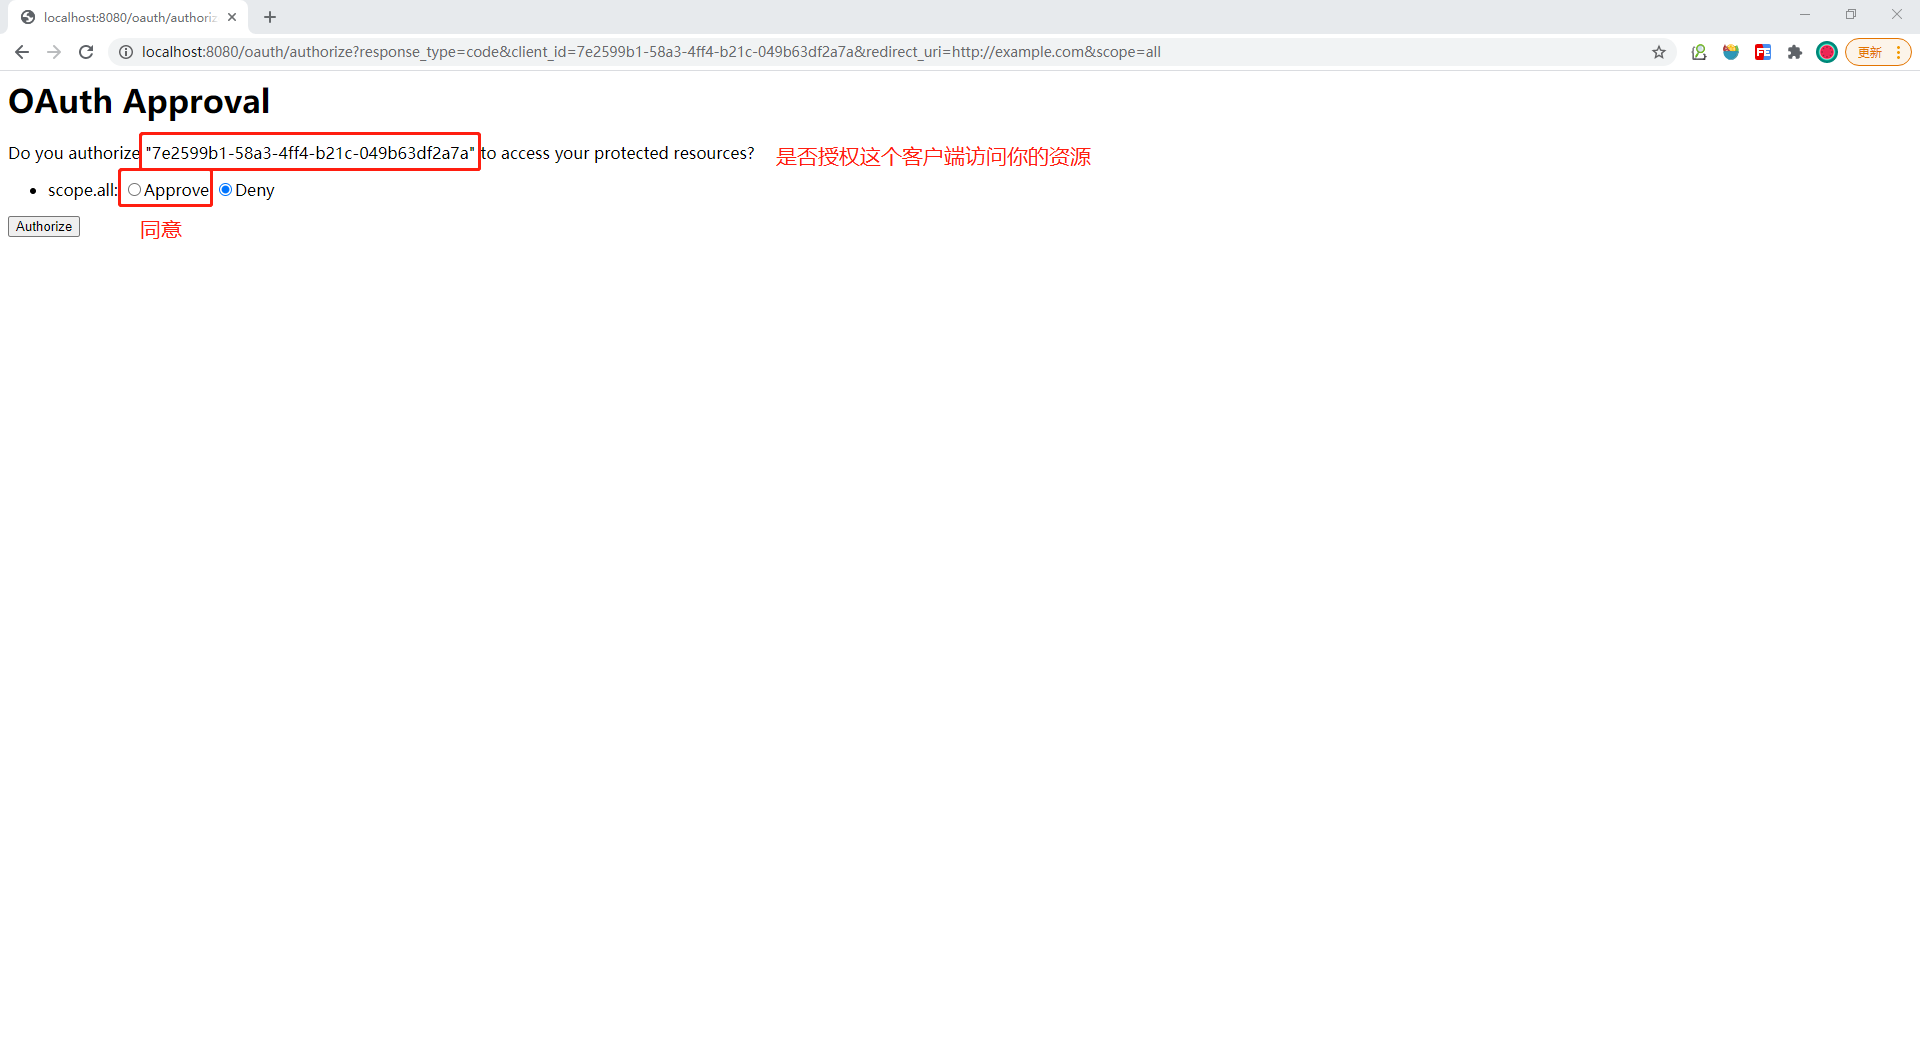 localhost:8080/oauth/authoriz
localhost:8080/oauth/authorize?response_type=code&client_id=7e2599b1-58a3-4ff4-b21c-049b63df2a7a&redirect_uri=http://example.com&scope=all
更新
OAuth Approval
Do you authorize "7e2599b1-58a3-4ff4-b21c-049b63df2a7a" to access your protected resources? 是否授权这个客户端访问你的资源
scope.all: Approve Deny
Authorize 同意